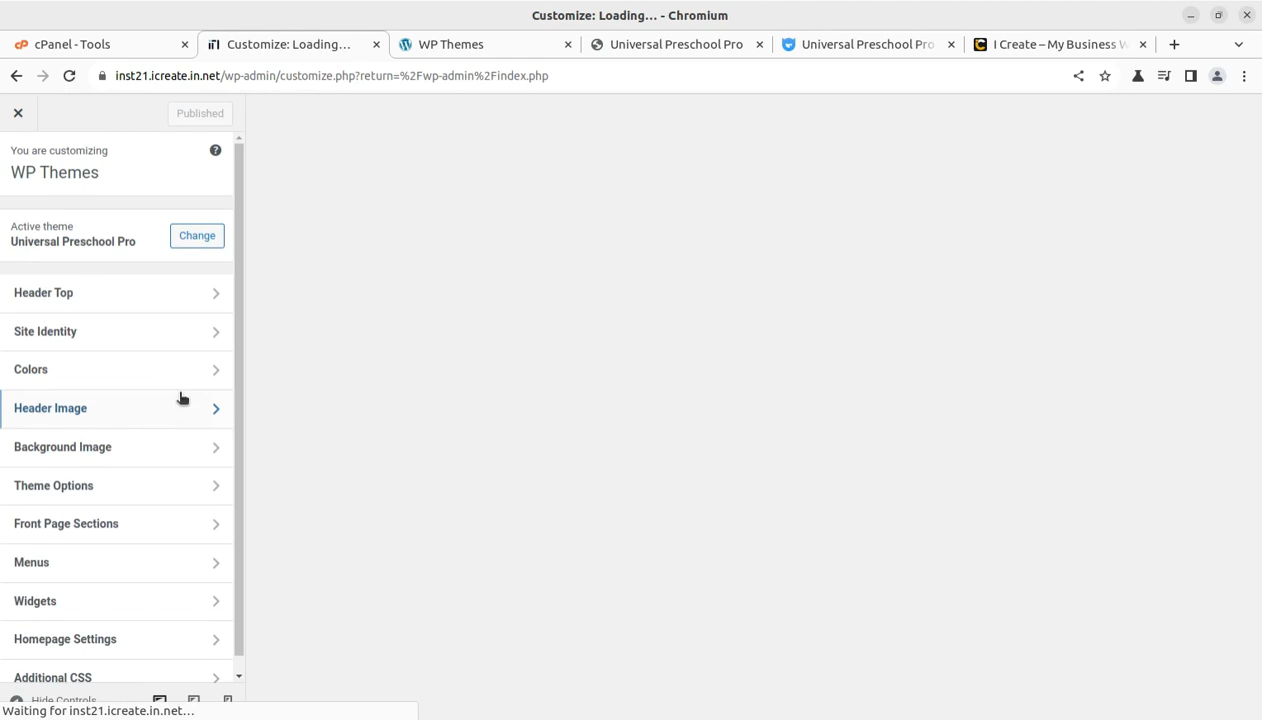 Customize: Loading... - Chromium
cPanel - Tools
Customize: Loading...
WP Themes
Universal Preschool Pro
Universal Preschool Pro
I Create – My Business W
inst21.icreate.in.net/wp-admin/customize.php?return=%2Fwp-admin%2Findex.php
Published
You are customizing
WP Themes
Active theme
Universal Preschool Pro
Change
Header Top
Site Identity
Colors
Header Image
Background Image
Theme Options
Front Page Sections
Menus
Widgets
Homepage Settings
Additional CSS
Hide Controls
Waiting for inst21.icreate.in.net...